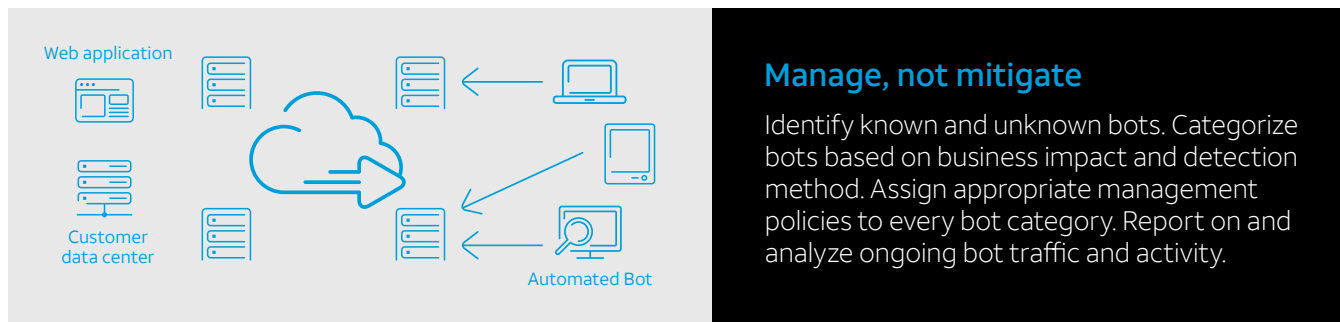 Web application
Customer
data center
Automated Bot
Manage, not mitigate
Identify known and unknown bots. Categorize
bots based on business impact and detection
method. Assign appropriate management
policies to every bot category. Report on and
analyze ongoing bot traffic and activity.